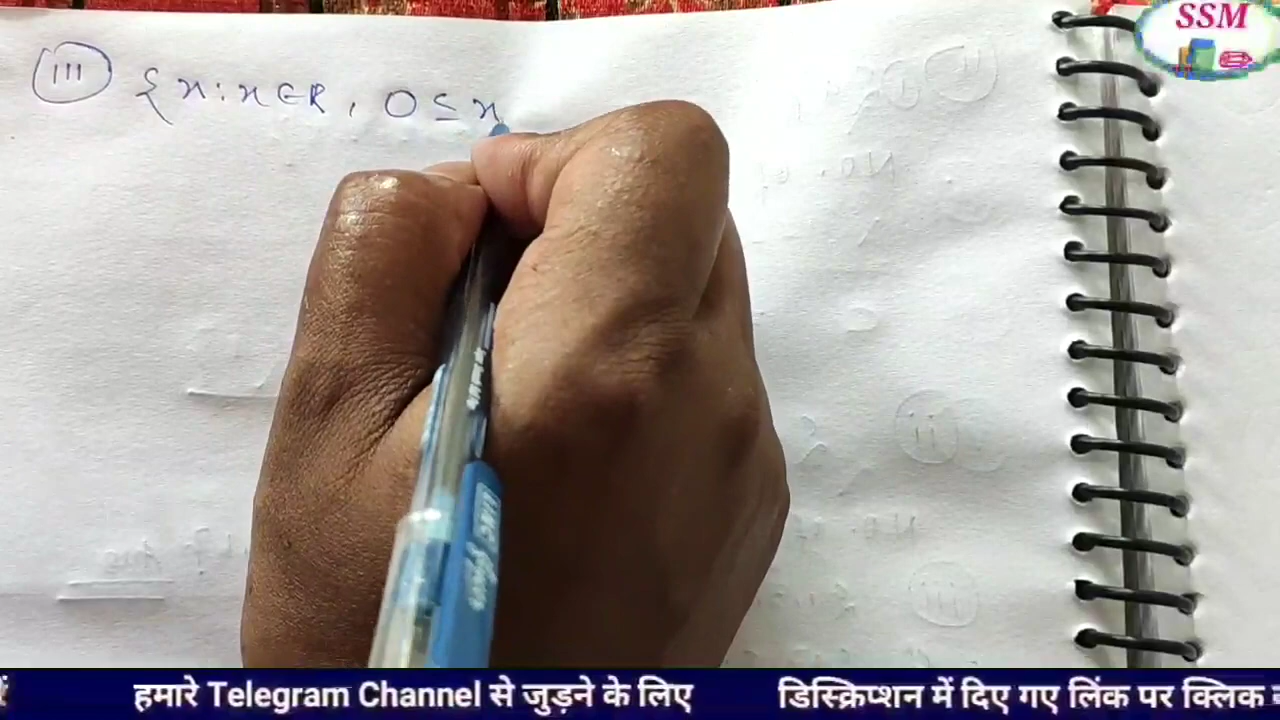 SSM
(iii) { x : x ∈ R , 0 ≤ x
हमारे Telegram Channel से जुड़ने के लिए डिस्क्रिप्शन में दिए गए लिंक पर क्लिक